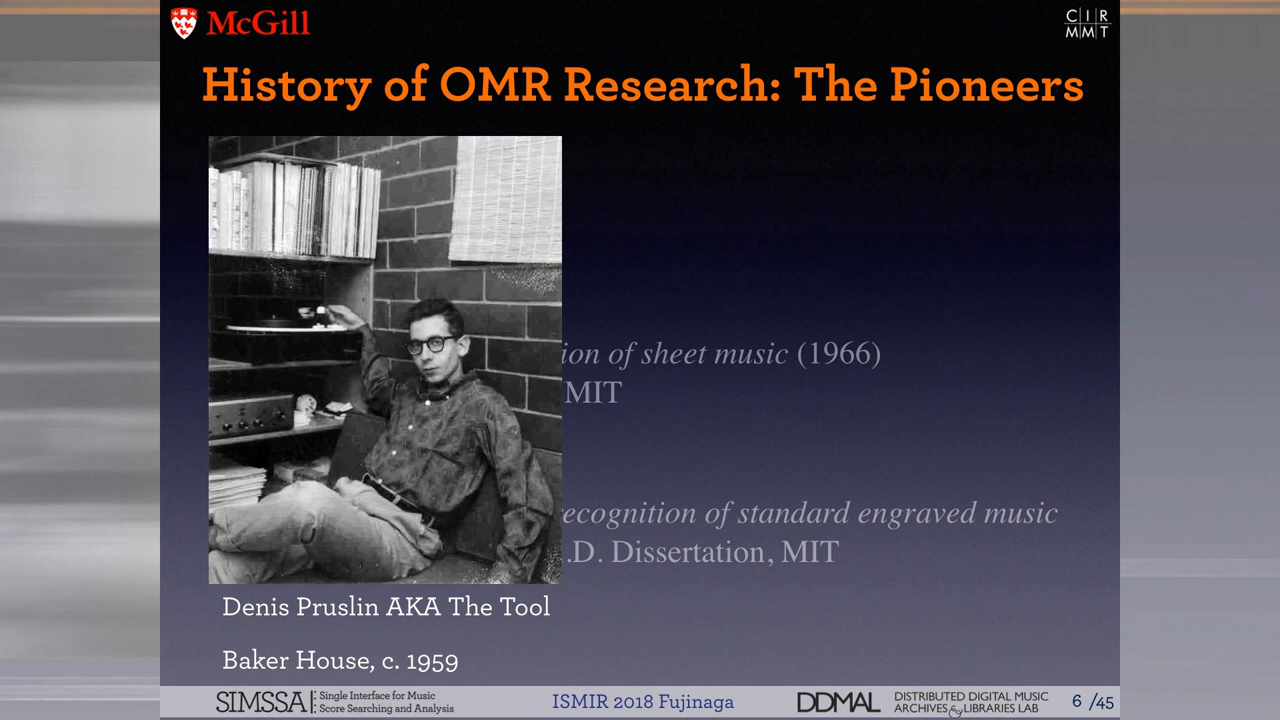 McGill
CIR
MMT
History of OMR Research: The Pioneers
ion of sheet music (1966)
MIT
ecognition of standard engraved music
.D. Dissertation, MIT
Denis Pruslin AKA The Tool
Baker House, c. 1959
SIMSSA Single Interface for Music
Score Searching and Analysis
ISMIR 2018 Fujinaga
DDMAL DISTRIBUTED DIGITAL MUSIC
ARCHIVES & LIBRARIES LAB
6 /45